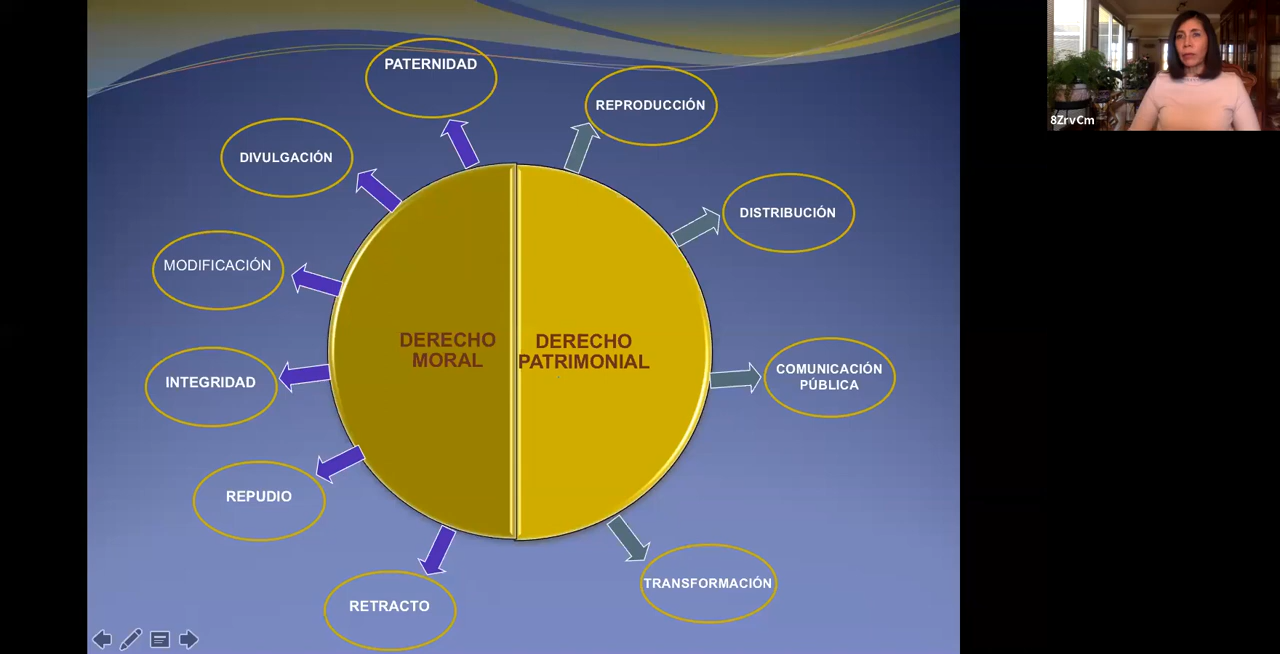 PATERNIDAD
REPRODUCCIÓN
DIVULGACIÓN
DISTRIBUCIÓN
MODIFICACIÓN
INTEGRIDAD
REPUDIO
RETRACTO
DERECHO
MORAL
DERECHO
PATRIMONIAL
COMUNICACIÓN
PÚBLICA
TRANSFORMACIÓN
8ZrvCm